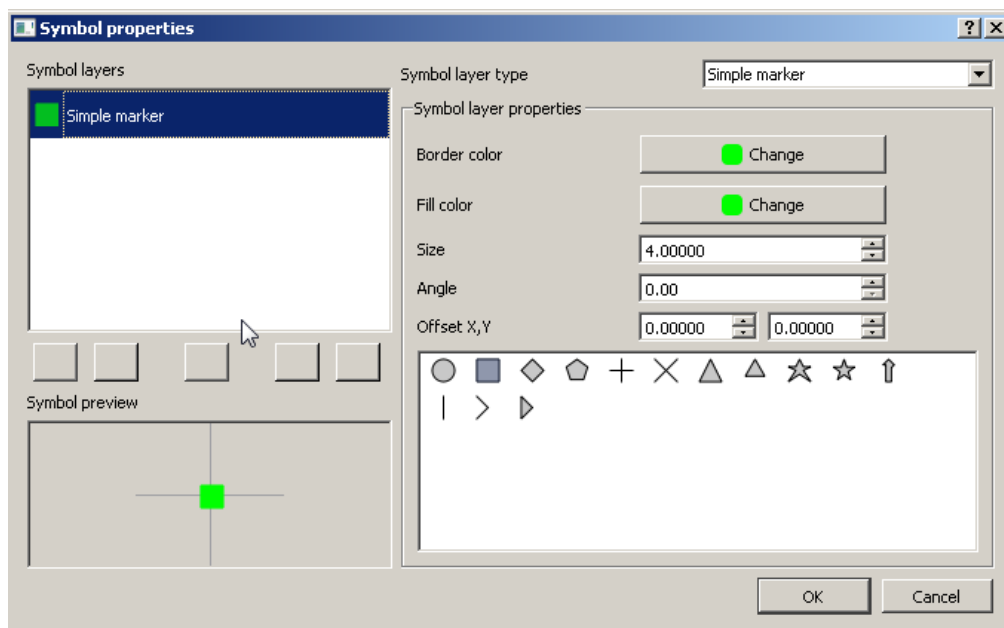 Symbol properties
Symbol layers
Simple marker
Symbol preview
Symbol layer type
Simple marker
Symbol layer properties
Border color
Change
Fill color
Change
Size
4.00000
Angle
0.00
Offset X,Y
0.00000
0.00000
OK
Cancel